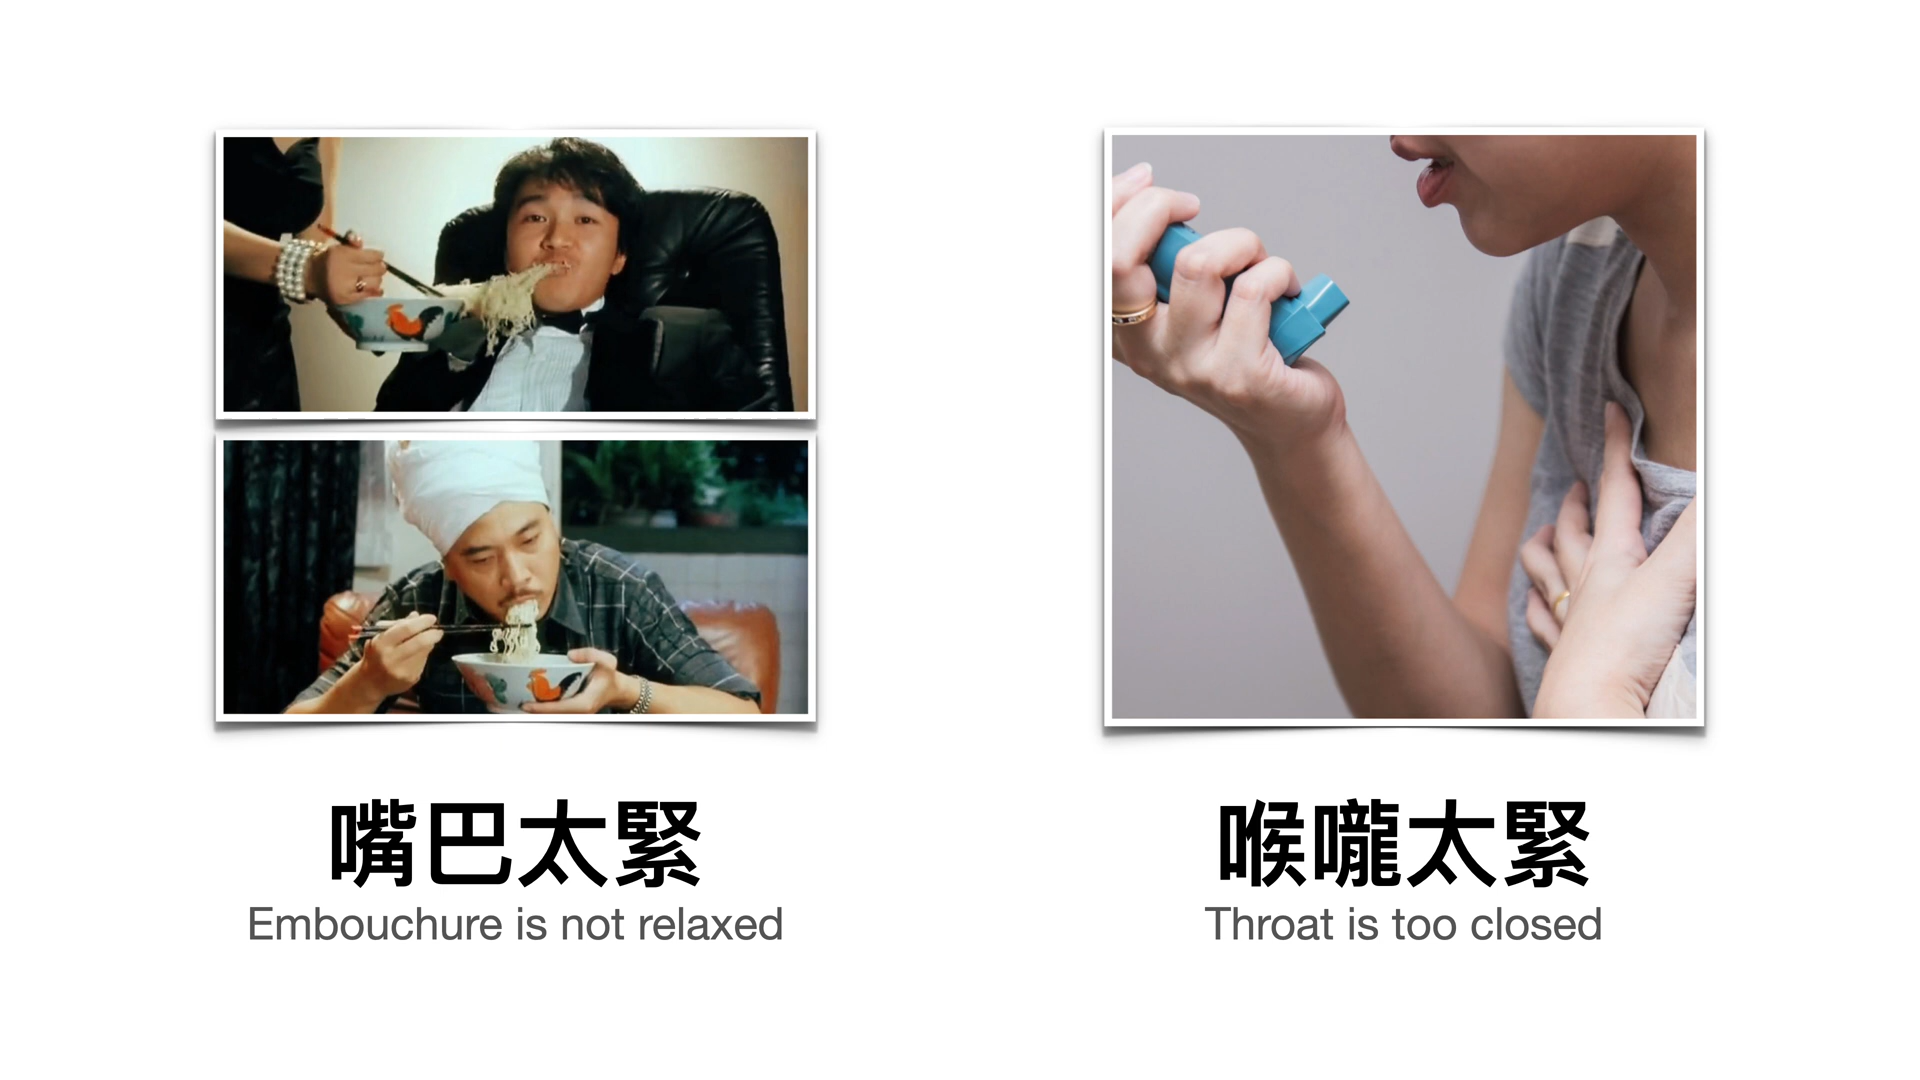 嘴巴太緊
Embouchure is not relaxed
喉嚨太緊
Throat is too closed